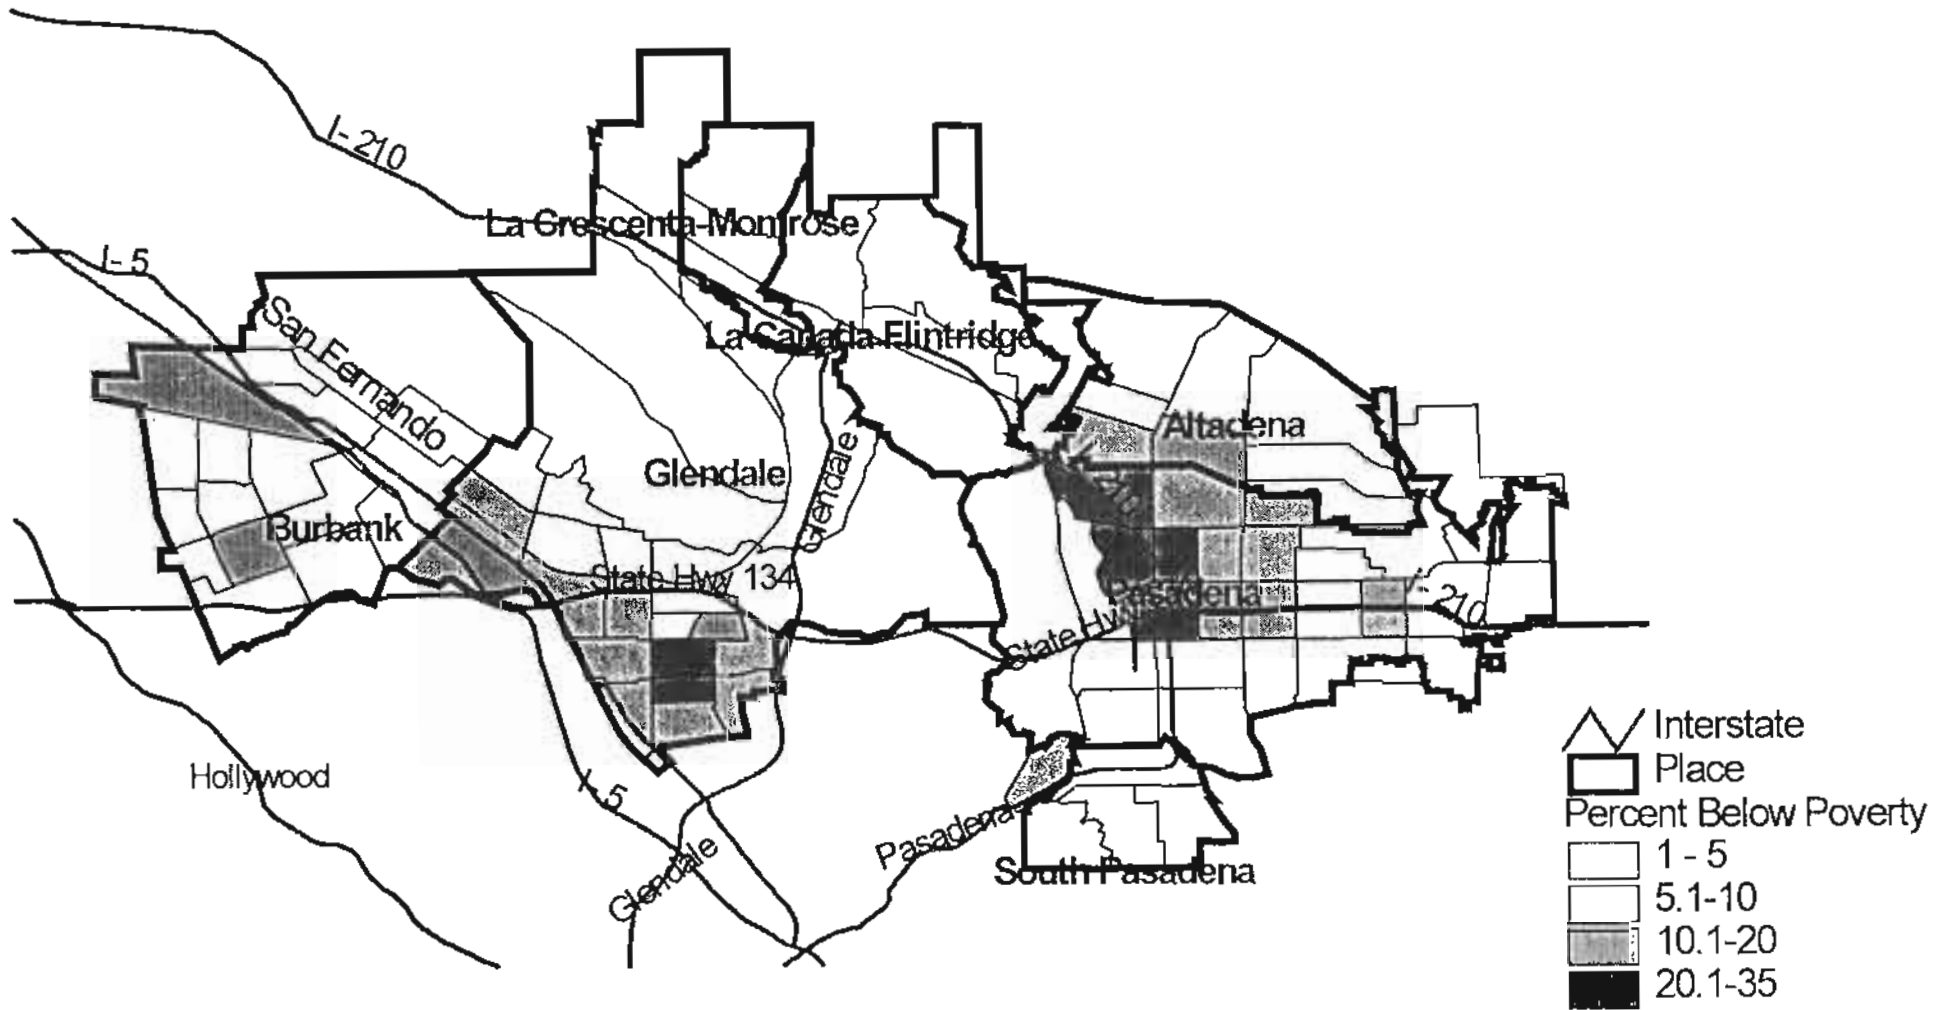 I-210
La Crescenta-Montrose
I-5
San Fernando
La Canada Flintridge
Altadena
Glendale
Glendale
210
Burbank
State Hwy 134
Pasadena
210
State Hwy
Hollywood
I-5
Pasadena
Glendale
South Pasadena
Interstate
Place
Percent Below Poverty
1 - 5
5.1-10
10.1-20
20.1-35